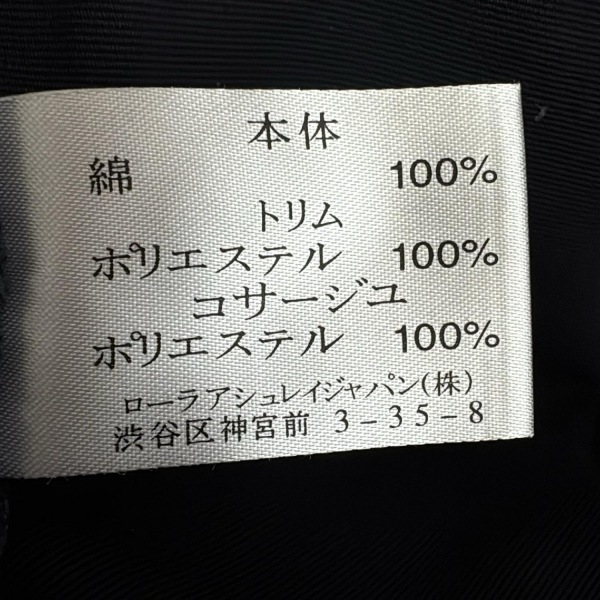 本体
綿 100%
トリム
ポリエステル 100%
コサージュ
ポリエステル 100%
ローラアシュレイジャパン(株)
渋谷区神宮前 3-35-8